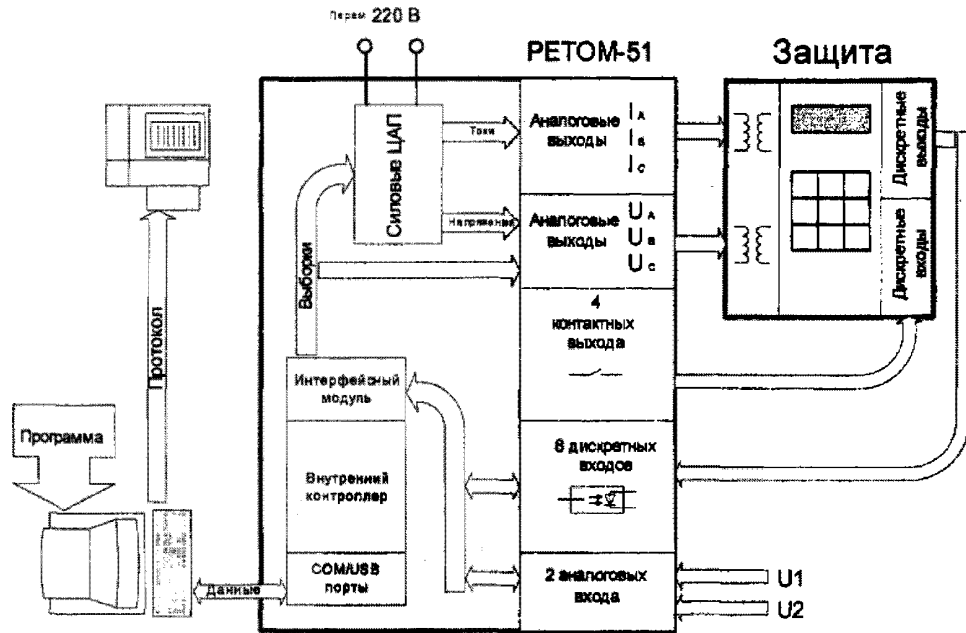 Перем 220 В
РЕТОМ-51
Защита
Силовые ЦАП
Токи
Напряжения
Аналоговые
выходы
I A
I B
I C
Аналоговые
выходы
U A
U B
U C
Дискретные
выходы
Дискретные
входы
Выборки
4
контактных
выхода
Протокол
Интерфейсный
модуль
Программа
Внутренний
контроллер
8 дискретных
входов
COM/USB
порты
Данные
2 аналоговых
входа
U1
U2